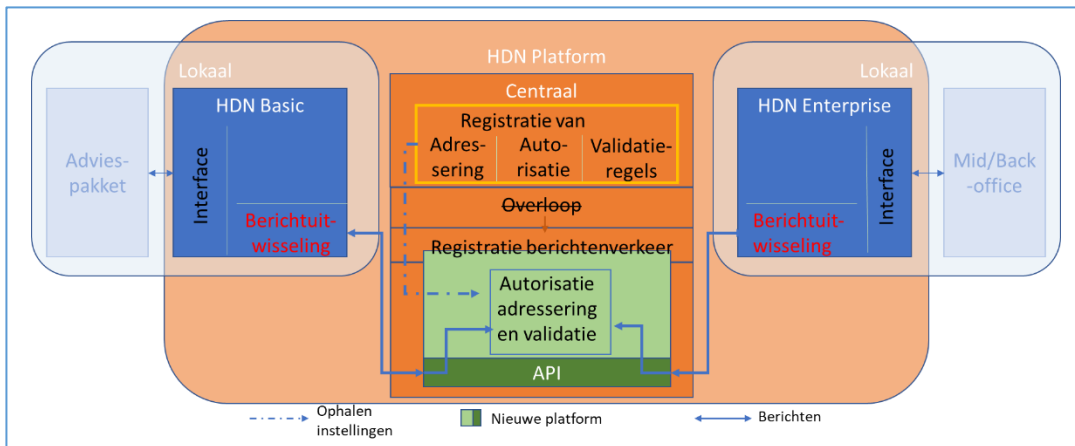 HDN Platform
Lokaal
HDN Basic
Advies-
pakket
Interface
Berichtuit-
wisseling
Centraal
Registratie van
Adres-
sering
Auto-
risatie
Validatie-
regels
Overloop
Registratie berichtenverkeer
Autorisatie
adressering
en validatie
API
Lokaal
HDN Enterprise
Berichtuit-
wisseling
Interface
Mid/Back
-office
Ophalen
instellingen
Nieuwe platform
Berichten